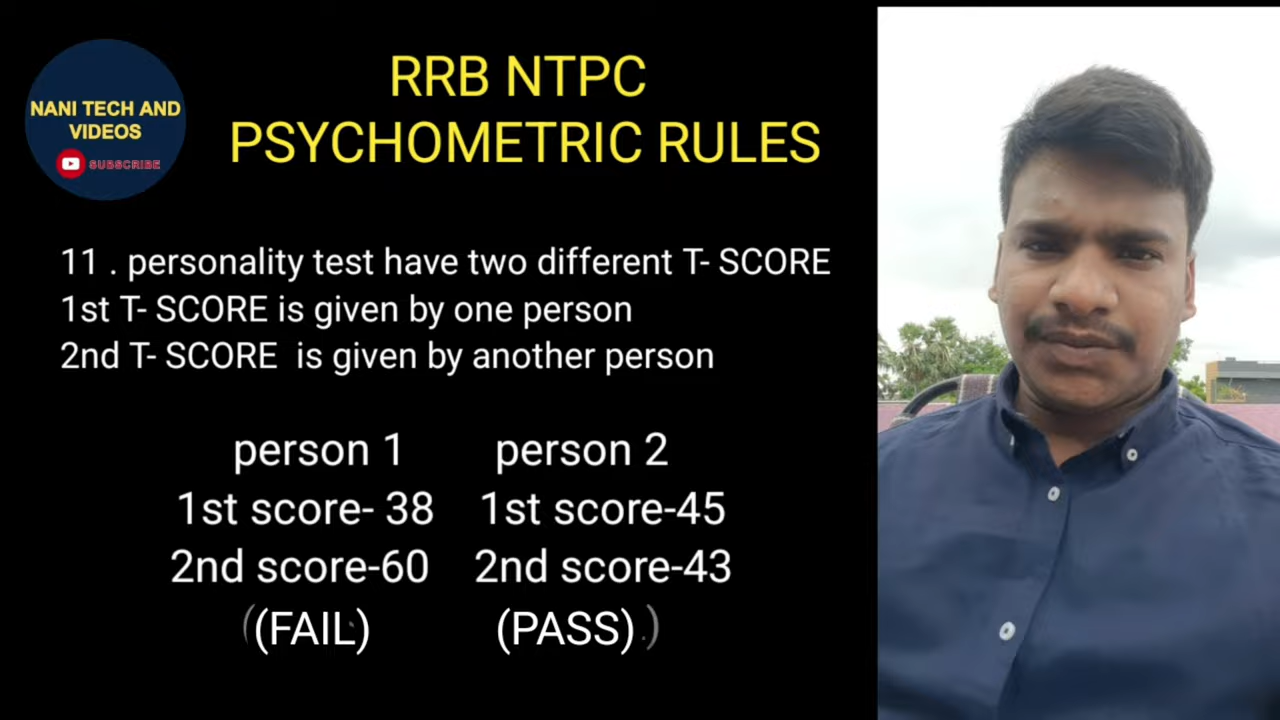 NANI TECH AND
VIDEOS
SUBSCRIBE
RRB NTPC
PSYCHOMETRIC RULES
11 . personality test have two different T- SCORE
1st T- SCORE is given by one person
2nd T- SCORE is given by another person
person 1 person 2
1st score- 38 1st score-45
2nd score-60 2nd score-43
(FAIL) (PASS)